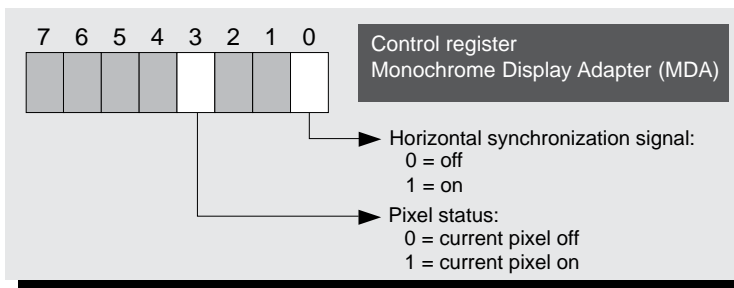 7 6 5 4 3 2 1 0
Control register
Monochrome Display Adapter (MDA)
Horizontal synchronization signal:
0 = off
1 = on
Pixel status:
0 = current pixel off
1 = current pixel on